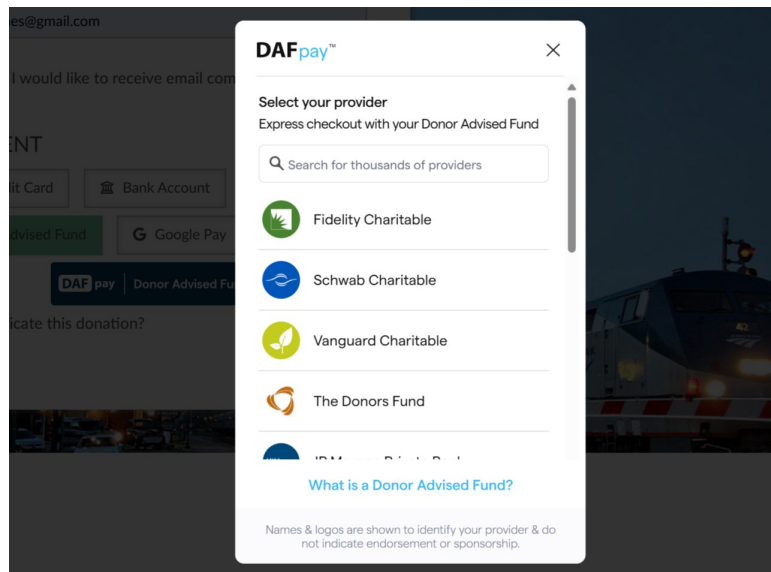 es@gmail.com
DAFpay™
I would like to receive email com
Select your provider
Express checkout with your Donor Advised Fund
ENT
Search for thousands of providers
dit Card
Bank Account
Fidelity Charitable
dvised Fund
G Google Pay
Schwab Charitable
DAF pay | Donor Advised Fu
icate this donation?
Vanguard Charitable
42
The Donors Fund
What is a Donor Advised Fund?
Names & logos are shown to identify your provider & do
not indicate endorsement or sponsorship.